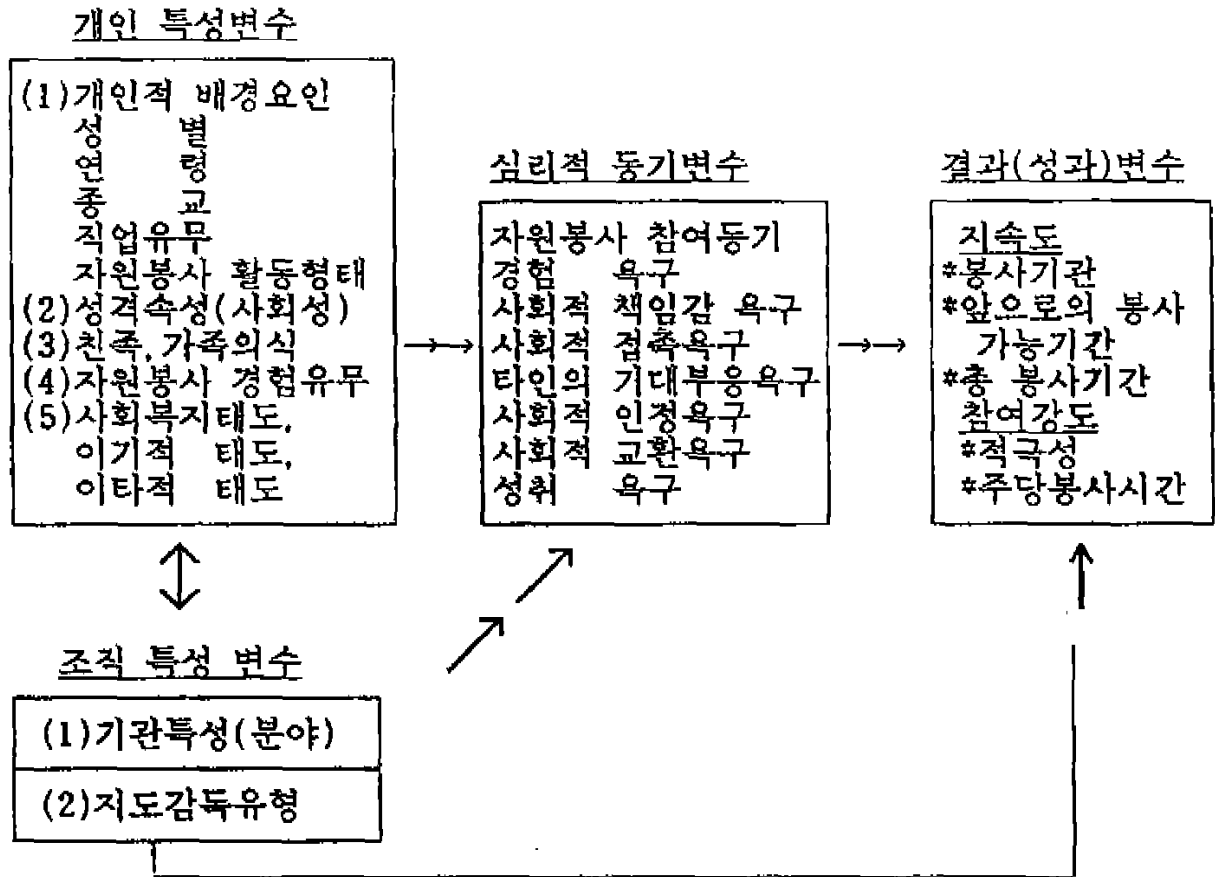 개인 특성변수
(1)개인적 배경요인
성 별
연 령
종 교
직업유무
자원봉사 활동형태
(2)성격속성(사회성)
(3)친족,가족의식
(4)자원봉사 경험유무
(5)사회복지태도,
이기적 태도,
이타적 태도
심리적 동기변수
자원봉사 참여동기
경험 욕구
사회적 책임감 욕구
사회적 접촉욕구
타인의 기대부응욕구
사회적 인정욕구
사회적 교환욕구
성취 욕구
결과(성과)변수
지속도
*봉사기관
*앞으로의 봉사
가능기간
*총 봉사기간
참여강도
*적극성
*주당봉사시간
조직 특성 변수
(1)기관특성(분야)
(2)지도감독유형